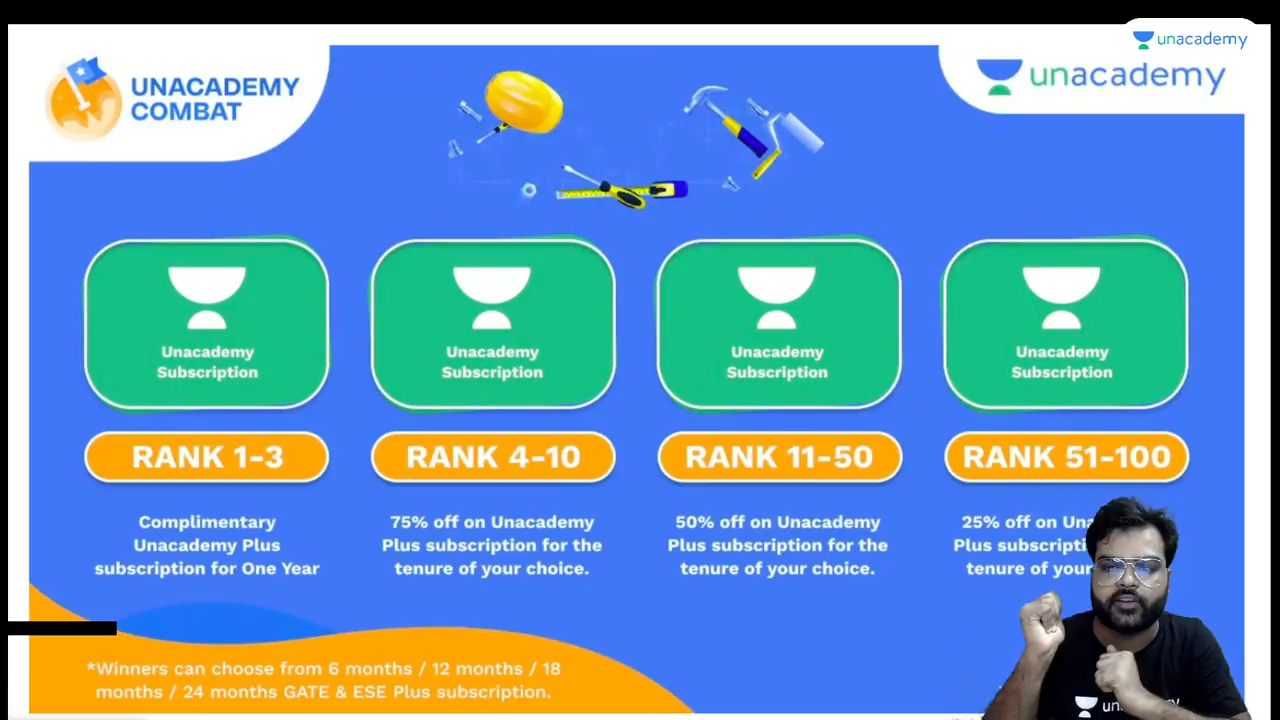 unacademy
UNACADEMY
COMBAT
unacademy
Unacademy
Subscription
Unacademy
Subscription
Unacademy
Subscription
Unacademy
Subscription
RANK 1-3
RANK 4-10
RANK 11-50
RANK 51-100
Complimentary
Unacademy Plus
subscription for One Year
75% off on Unacademy
Plus subscription for the
tenure of your choice.
50% off on Unacademy
Plus subscription for the
tenure of your choice.
25% off on
Plus
tenure of your
*Winners can choose from 6 months / 12 months / 18
months / 24 months GATE & ESE Plus subscription.